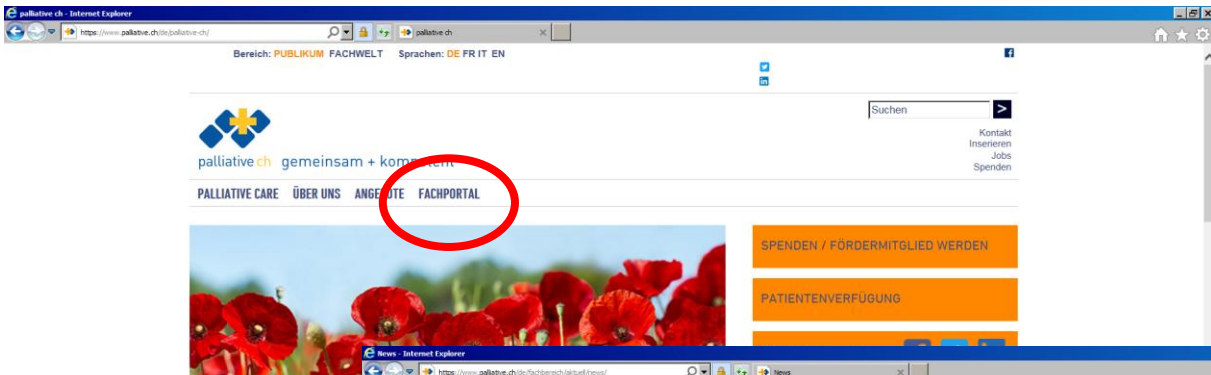 palliative ch - Internet Explorer
https://www.palliative.ch/de/palliative-ch/
palliative ch
Bereich: PUBLIKUM FACHWELT Sprachen: DE FR IT EN
Suchen >
Kontakt
Inserieren
Jobs
Spenden
palliative ch gemeinsam + kompetent
PALLIATIVE CARE ÜBER UNS ANGEBOTE FACHPORTAL
SPENDEN / FÖRDERMITGLIED WERDEN
PATIENTENVERFÜGUNG
News - Internet Explorer
https://www.palliative.ch/de/fachbereich/aktuell/news/
News